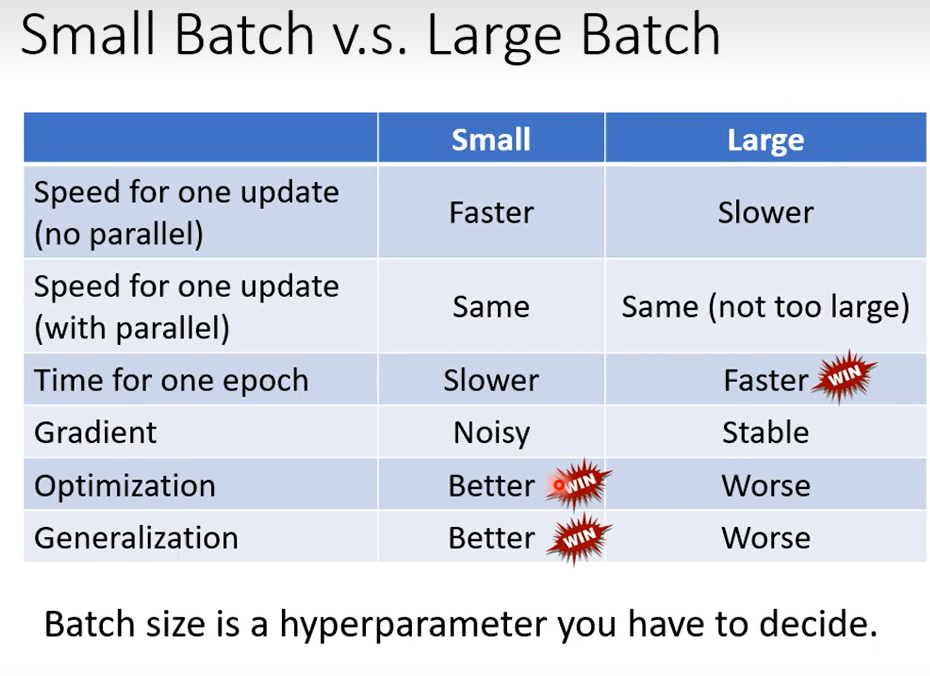 Small Batch v.s. Large Batch
Small Large
Speed for one update
(no parallel) Faster Slower
Speed for one update
(with parallel) Same Same (not too large)
Time for one epoch Slower Faster WIN
Gradient Noisy Stable
Optimization Better WIN Worse
Generalization Better WIN Worse
Batch size is a hyperparameter you have to decide.